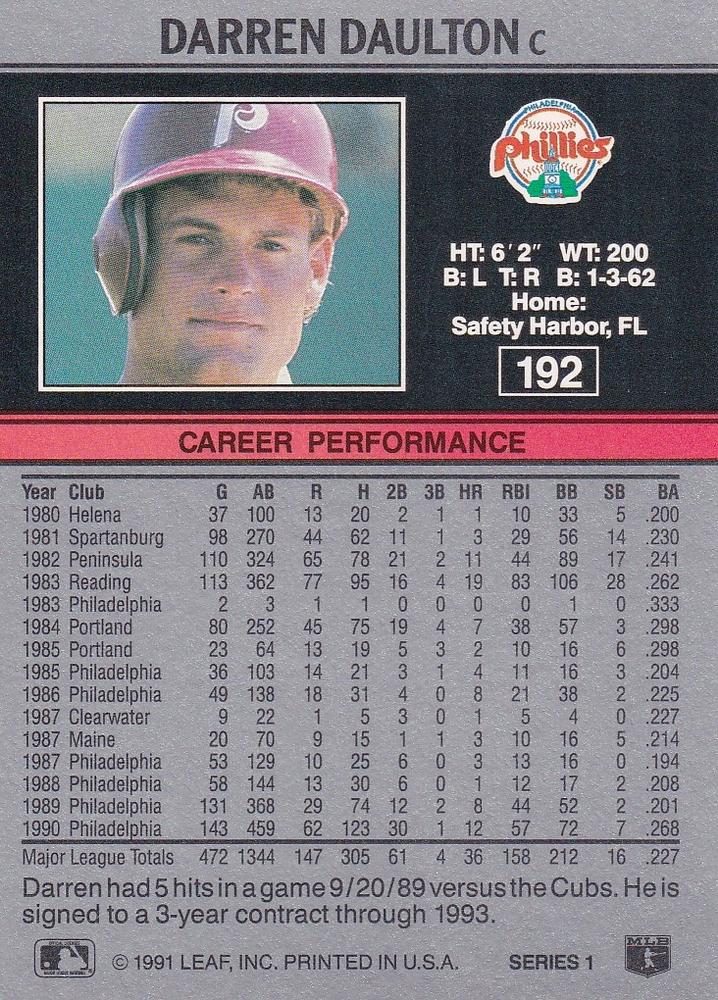 DARREN DAULTON C
P
PHILADELPHIA
Phillies
HT: 6'2" WT: 200
B: L T: R B: 1-3-62
Home:
Safety Harbor, FL
192
CAREER PERFORMANCE
Year Club G AB R H 2B 3B HR RBI BB SB BA
1980 Helena 37 100 13 20 2 1 1 10 33 5 .200
1981 Spartanburg 98 270 44 62 11 1 3 29 56 14 .230
1982 Peninsula 110 324 65 78 21 2 11 44 89 17 .241
1983 Reading 113 362 77 95 16 4 19 83 106 28 .262
1983 Philadelphia 2 3 1 1 0 0 0 0 1 0 .333
1984 Portland 80 252 45 75 19 4 7 38 57 3 .298
1985 Portland 23 64 13 19 5 3 2 10 16 6 .298
1985 Philadelphia 36 103 14 21 3 1 4 11 16 3 .204
1986 Philadelphia 49 138 18 31 4 0 8 21 38 2 .225
1987 Clearwater 9 22 1 5 3 0 1 5 4 0 .227
1987 Maine 20 70 9 15 1 1 3 10 16 5 .214
1987 Philadelphia 53 129 10 25 6 0 3 13 16 0 .194
1988 Philadelphia 58 144 13 30 6 0 1 12 17 2 .208
1989 Philadelphia 131 368 29 74 12 2 8 44 52 2 .201
1990 Philadelphia 143 459 62 123 30 1 12 57 72 7 .268
Major League Totals 472 1344 147 305 61 4 36 158 212 16 .227
Darren had 5 hits in a game 9/20/89 versus the Cubs. He is
signed to a 3-year contract through 1993.
© 1991 LEAF, INC. PRINTED IN U.S.A. SERIES 1
MLB